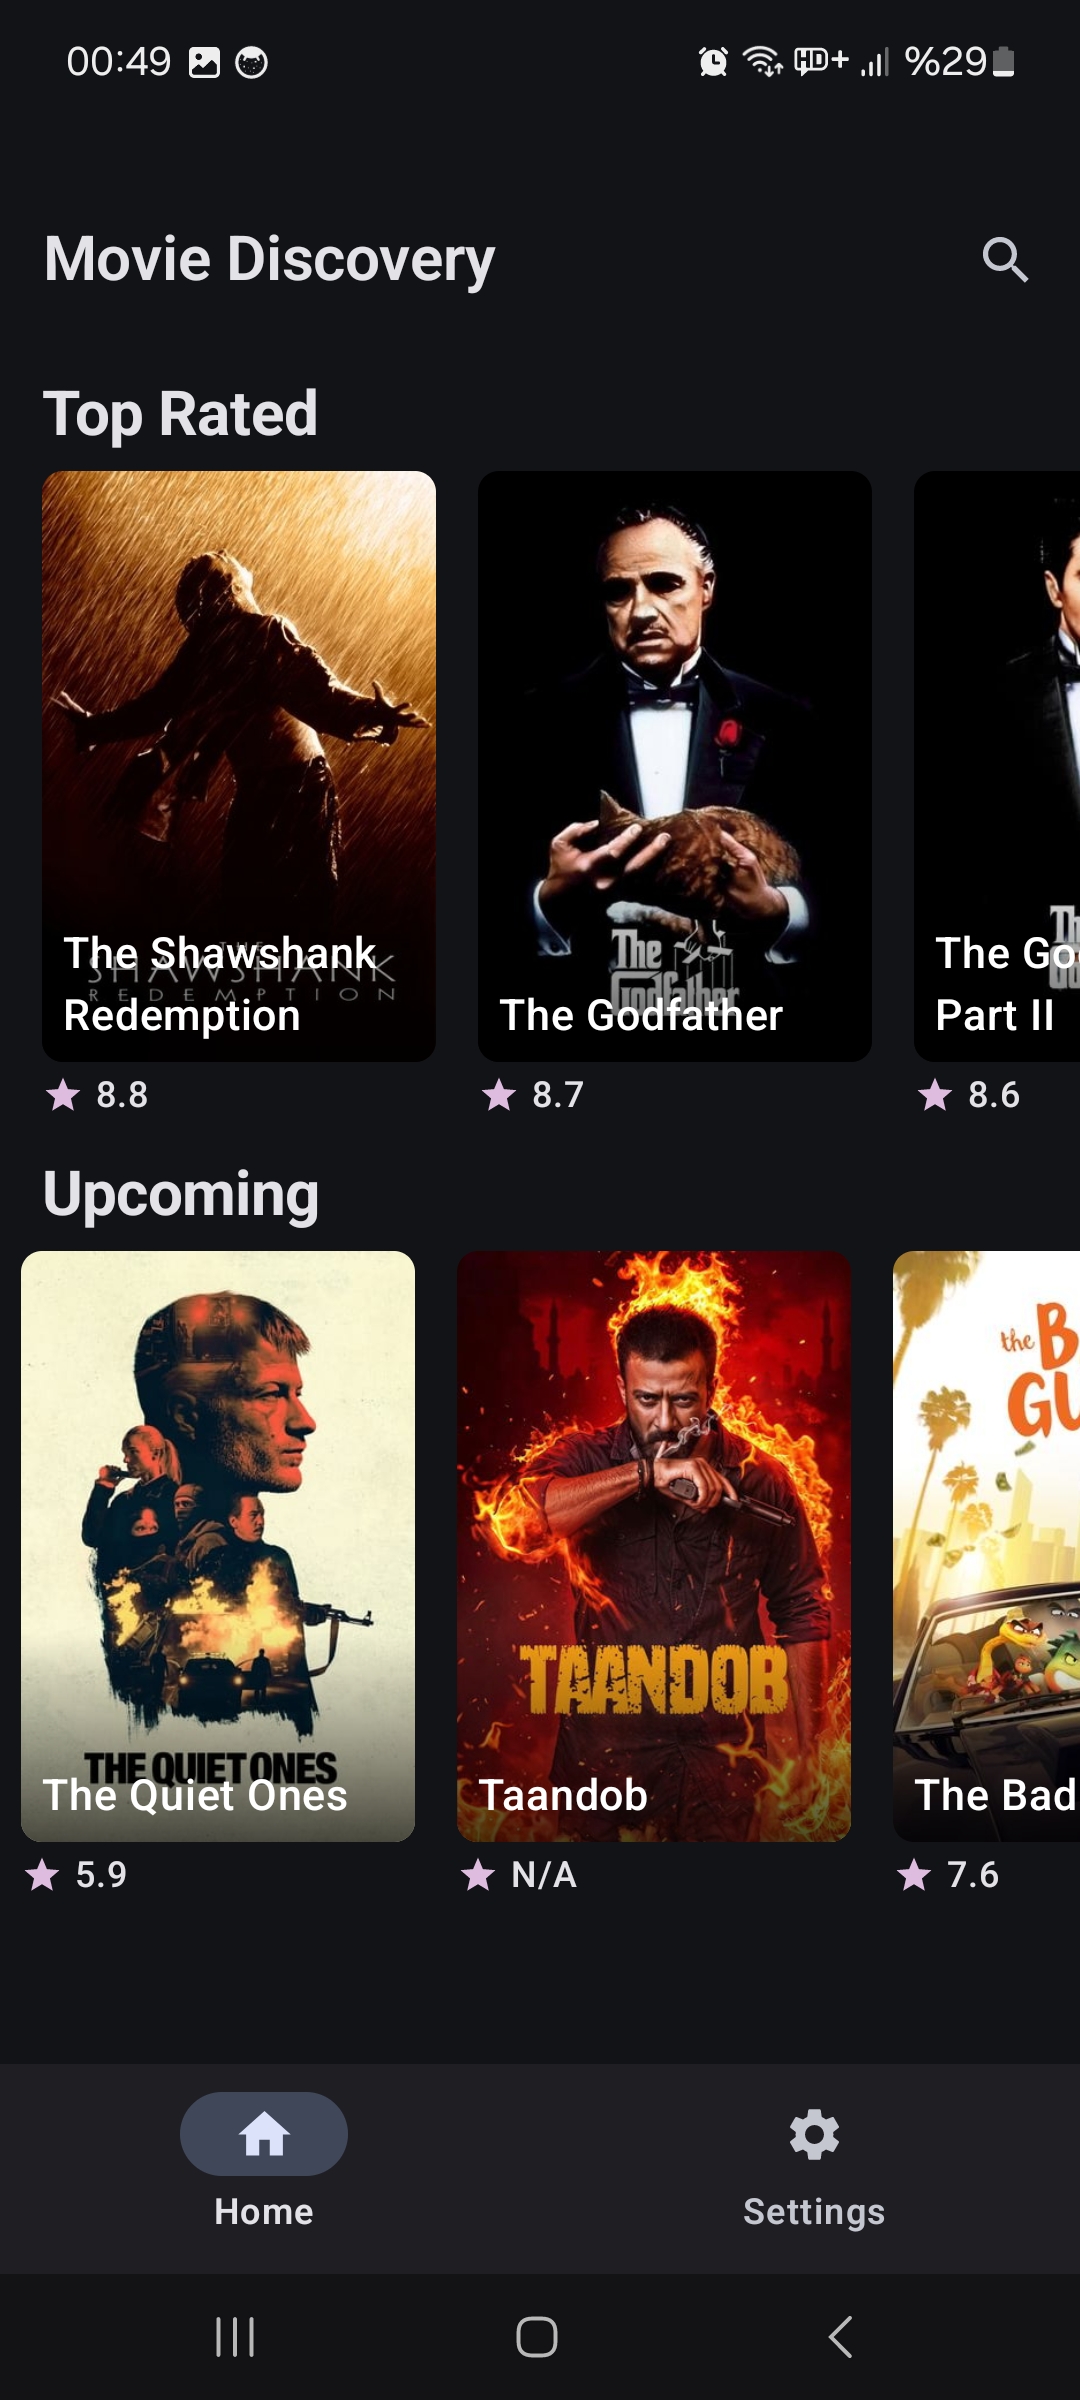 00:49 HD+ %29
Movie Discovery
Top Rated
THE
SHAWSHANK
REDEMPTION
The Shawshank
Redemption
The
Godfather
The Godfather
The Go
Part II
8.8
8.7
8.6
Upcoming
THE QUIET ONES
The Quiet Ones
TAANDOB
Taandob
the B
GU
The Bad
5.9
N/A
7.6
Home
Settings